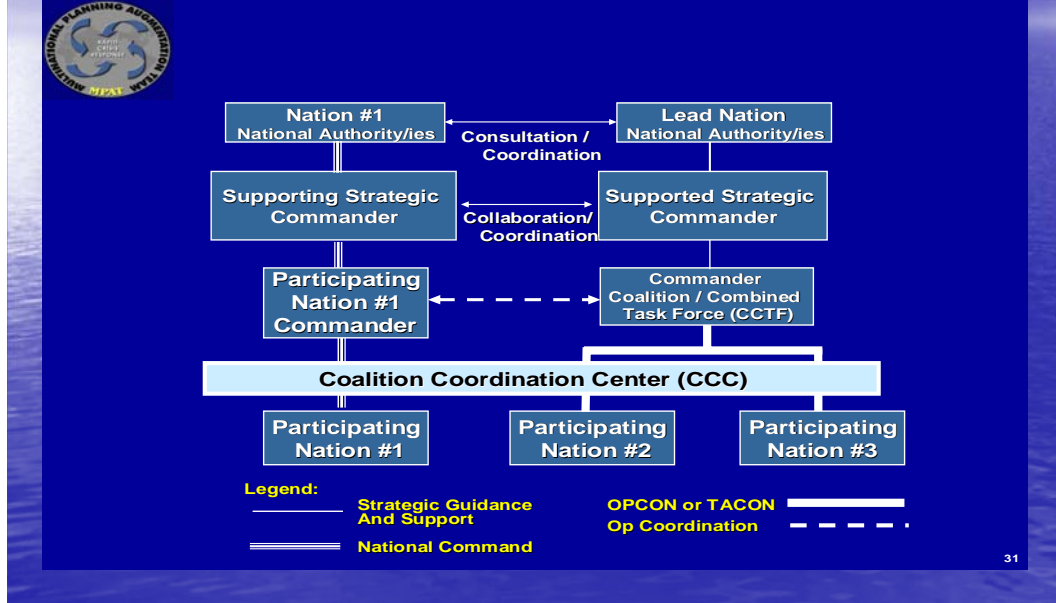 MULTINATIONAL PLANNING AUGMENTATION TEAM
RAPID
CRISIS
RESPONSE
MPAT
Nation #1
National Authority/ies
Consultation /
Coordination
Lead Nation
National Authority/ies
Supporting Strategic
Commander
Collaboration/
Coordination
Supported Strategic
Commander
Participating
Nation #1
Commander
Commander
Coalition / Combined
Task Force (CCTF)
Coalition Coordination Center (CCC)
Participating
Nation #1
Participating
Nation #2
Participating
Nation #3
Legend:
Strategic Guidance
And Support
National Command
OPCON or TACON
Op Coordination
31